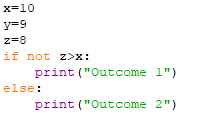 x=10
y=9
z=8
if not z>x:
    print("Outcome 1")
else:
    print("Outcome 2")